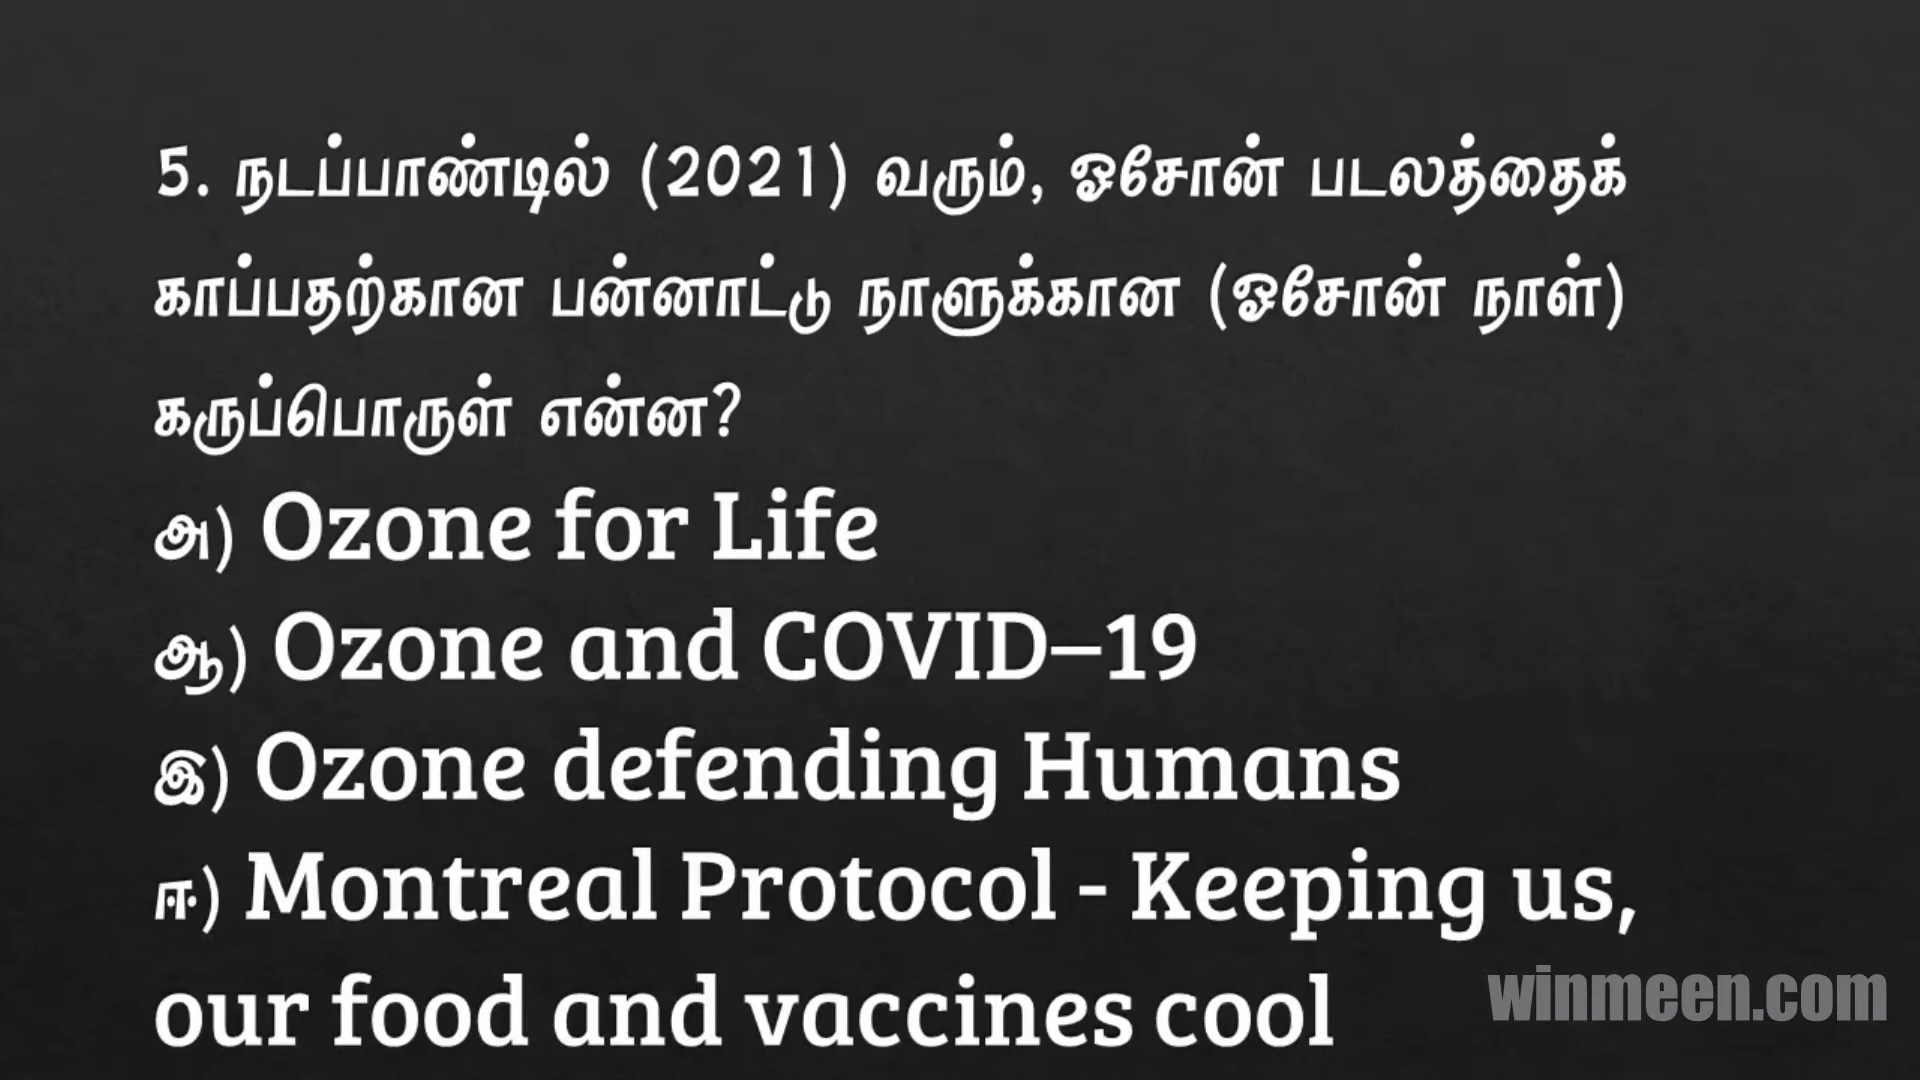 5. நடப்பாண்டில் (2021) வரும், ஓசோன் படலத்தைக்
காப்பதற்கான பன்னாட்டு நாளுக்கான (ஓசோன் நாள்)
கருப்பொருள் என்ன?
அ) Ozone for Life
ஆ) Ozone and COVID–19
இ) Ozone defending Humans
ஈ) Montreal Protocol - Keeping us,
our food and vaccines cool
winmeen.com